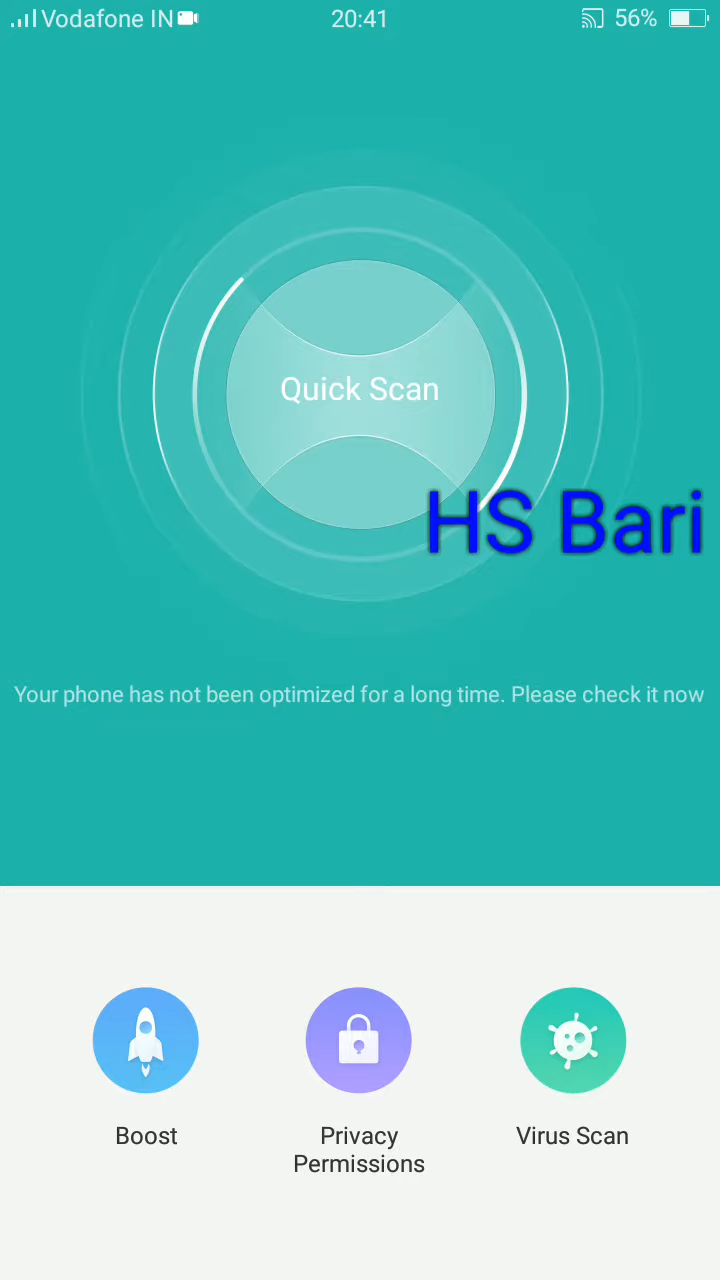 Vodafone IN 20:41 56%
Quick Scan
HS Bari
Your phone has not been optimized for a long time. Please check it now
Boost
Privacy
Permissions
Virus Scan